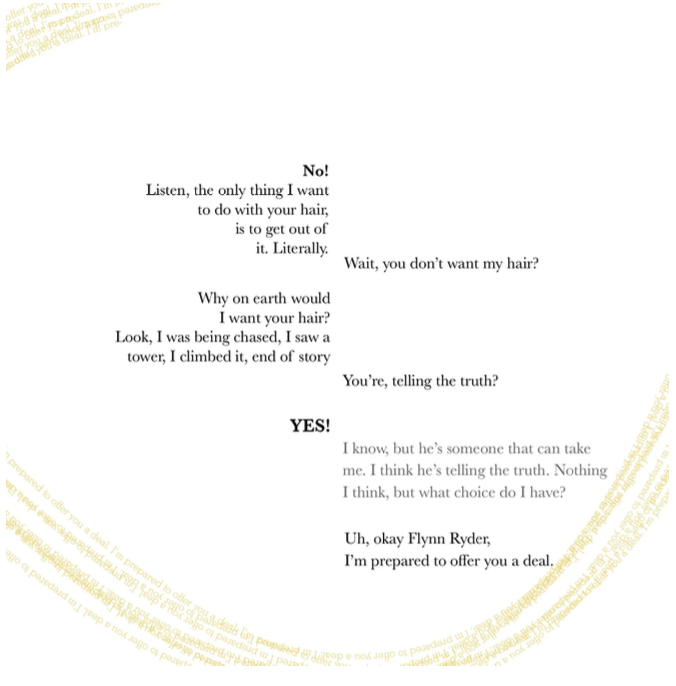 No!
Listen, the only thing I want
to do with your hair,
is to get out of
it. Literally.
Wait, you don't want my hair?
Why on earth would
I want your hair?
Look, I was being chased, I saw a
tower, I climbed it, end of story
You're, telling the truth?
YES!
I know, but he's someone that can take
me. I think he's telling the truth. Nothing
I think, but what choice do I have?
Uh, okay Flynn Ryder,
I'm prepared to offer you a deal.
prepared to offer you a deal. I'm prepared to offer you a deal.